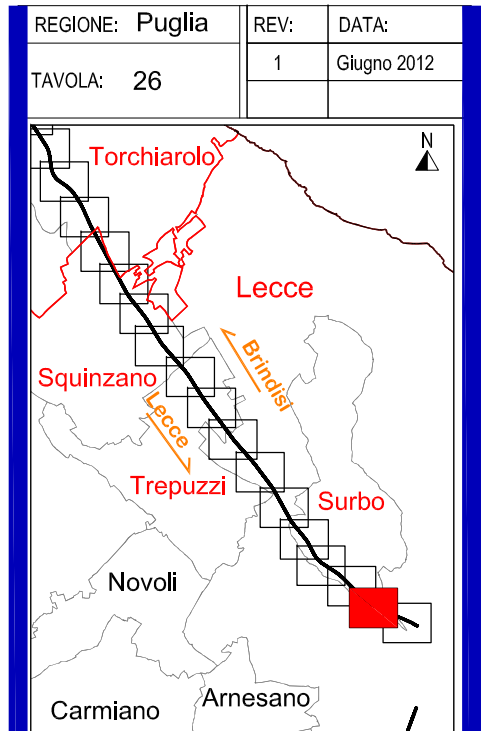 REGIONE: Puglia
REV:
DATA:
TAVOLA: 26
1
Giugno 2012
N
Torchiarolo
Lecce
Brindisi
Squinzano
Lecce
Trepuzzi
Surbo
Novoli
Arnesano
Carmiano